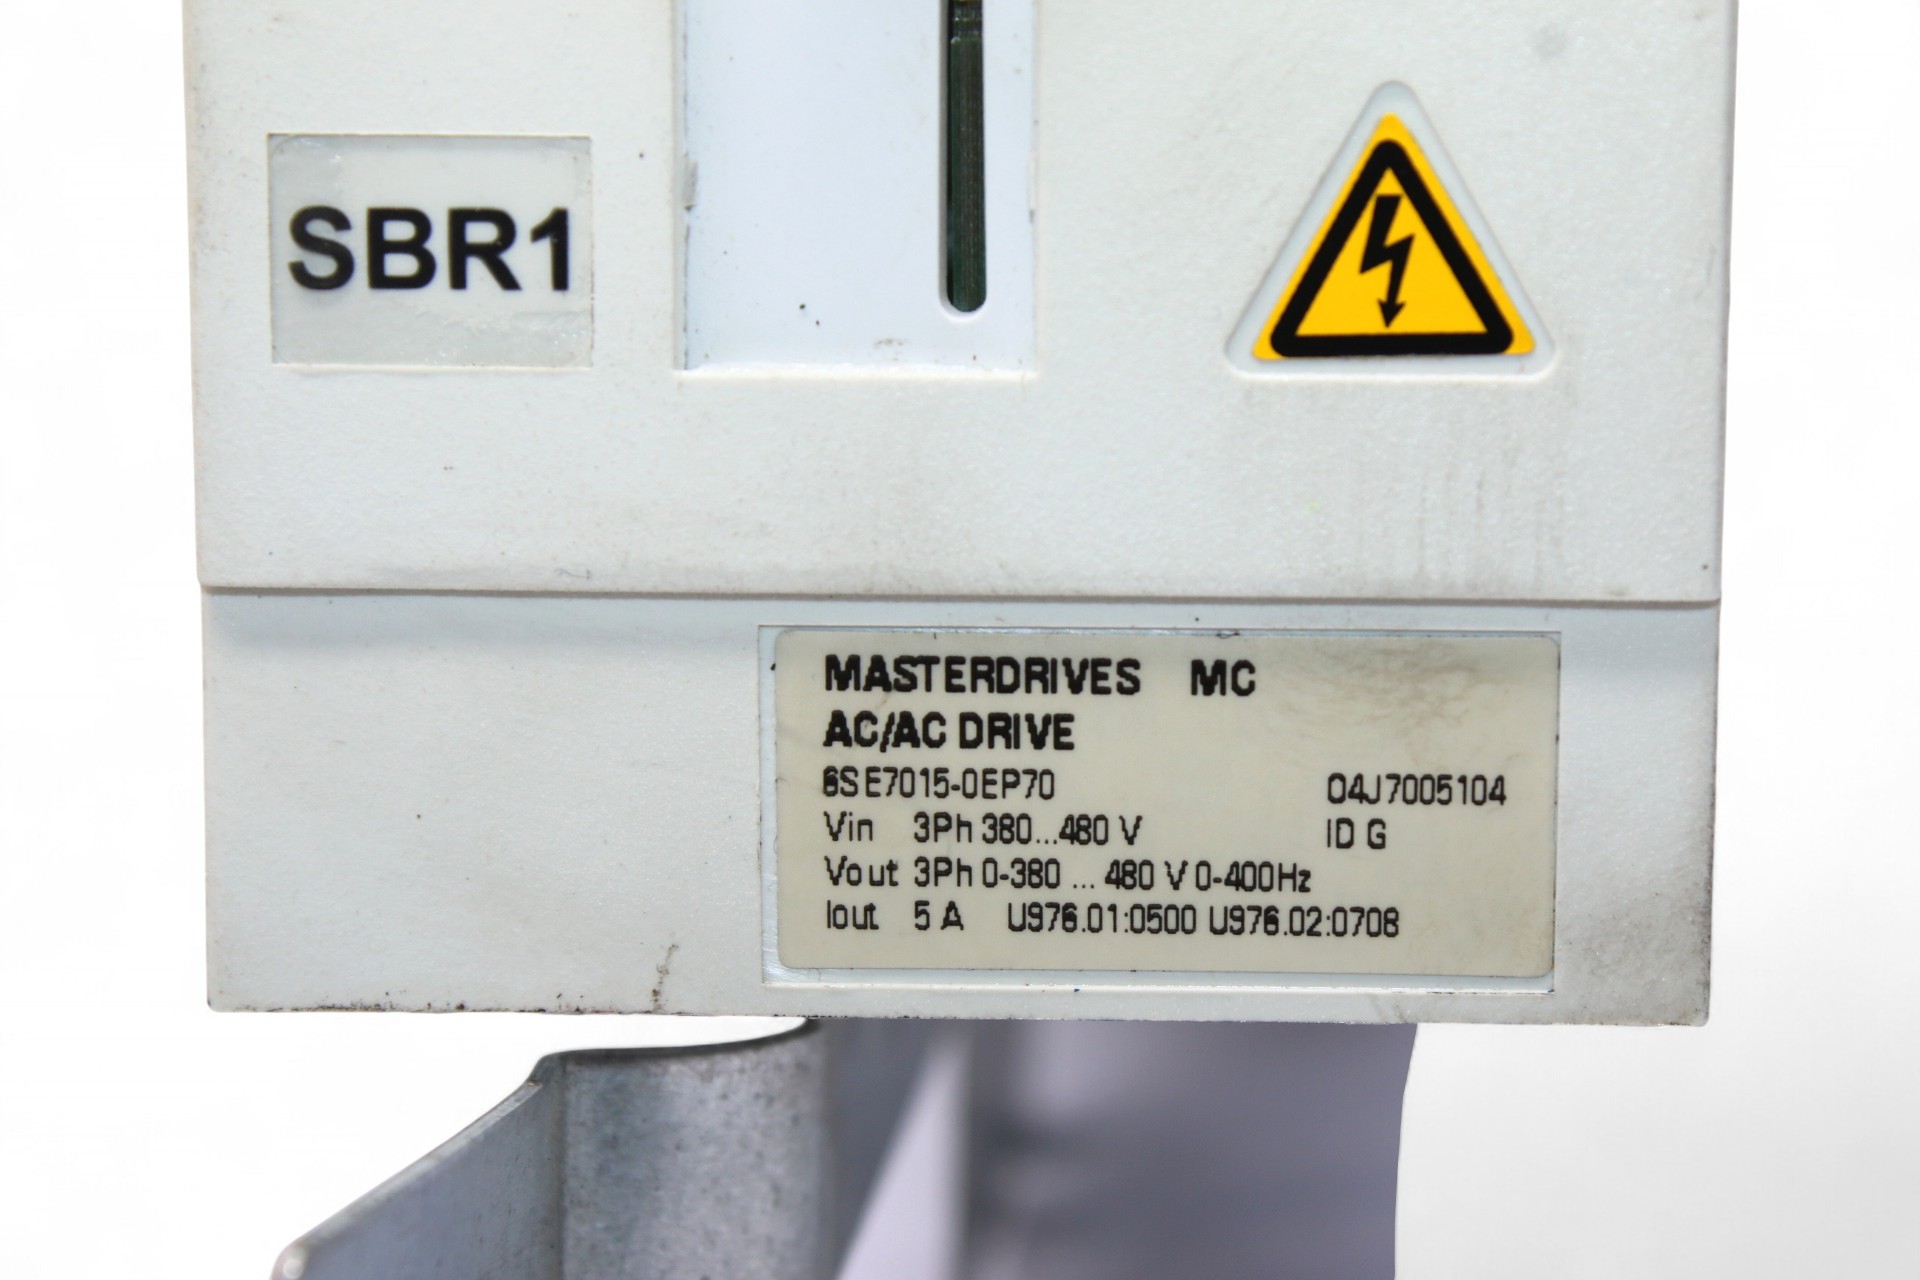 SBR1
MASTERDRIVES MC
AC/AC DRIVE
6SE7015-0EP70 04J7005104
Vin 3Ph 380...480 V ID G
Vout 3Ph 0-380 ... 480 V 0-400Hz
Iout 5 A U976.01:0500 U976.02:0708